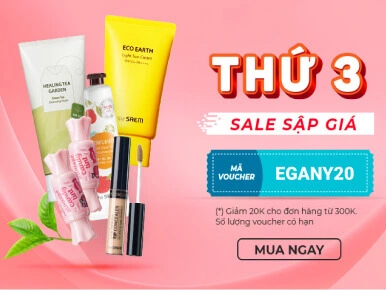 THỨ 3
SALE SẬP GIÁ
MÃ
VOUCHER
EGANY20
(*) Giảm 20K cho đơn hàng từ 300K.
Số lượng voucher có hạn
MUA NGAY
HEALING TEA
GARDEN
ECO EARTH
the SAEM